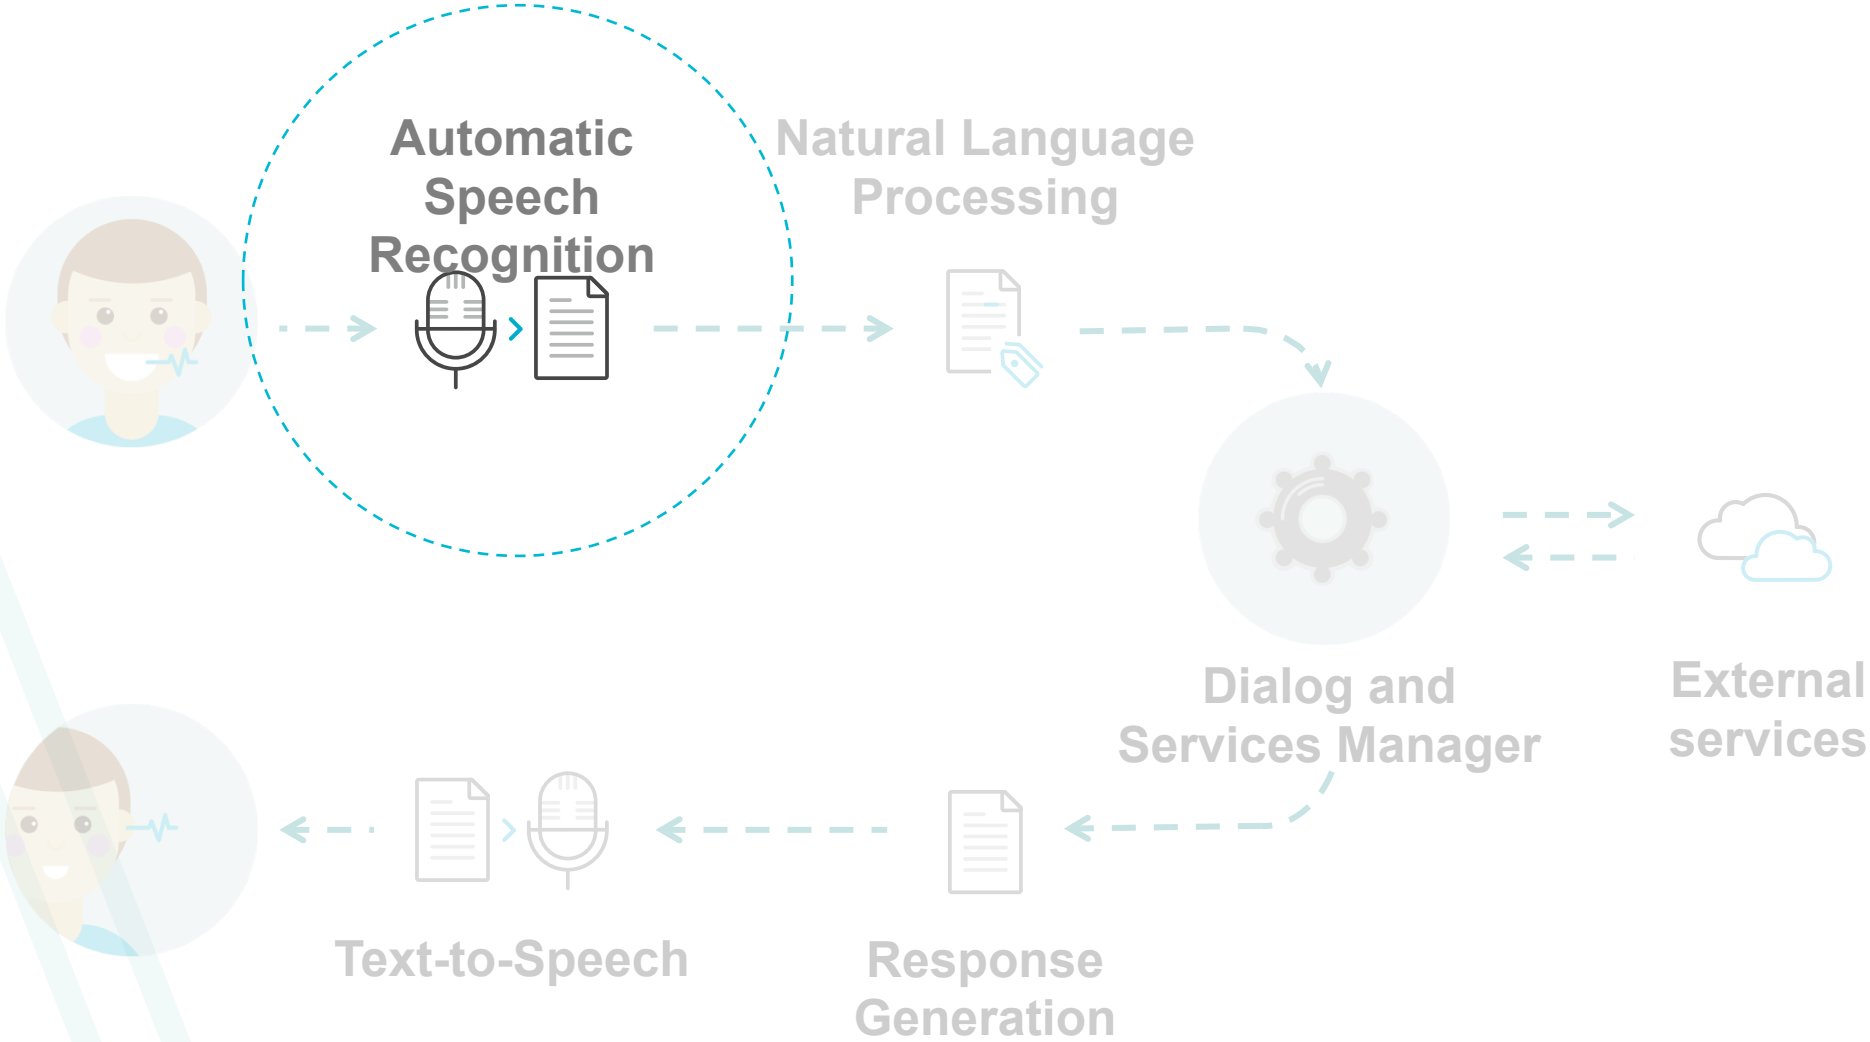 Automatic
Speech
Recognition
Natural Language
Processing
Dialog and
Services Manager
External
services
Text-to-Speech
Response
Generation